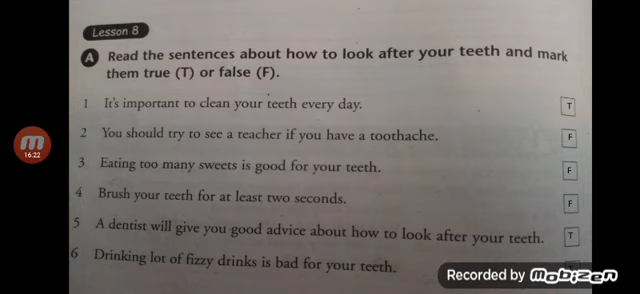 Lesson 8
A Read the sentences about how to look after your teeth and mark
them true (T) or false (F).
1 It's important to clean your teeth every day. T
2 You should try to see a teacher if you have a toothache. F
3 Eating too many sweets is good for your teeth. F
4 Brush your teeth for at least two seconds. F
5 A dentist will give you good advice about how to look after your teeth. T
6 Drinking lot of fizzy drinks is bad for your teeth.
16:22
Recorded by mobizen